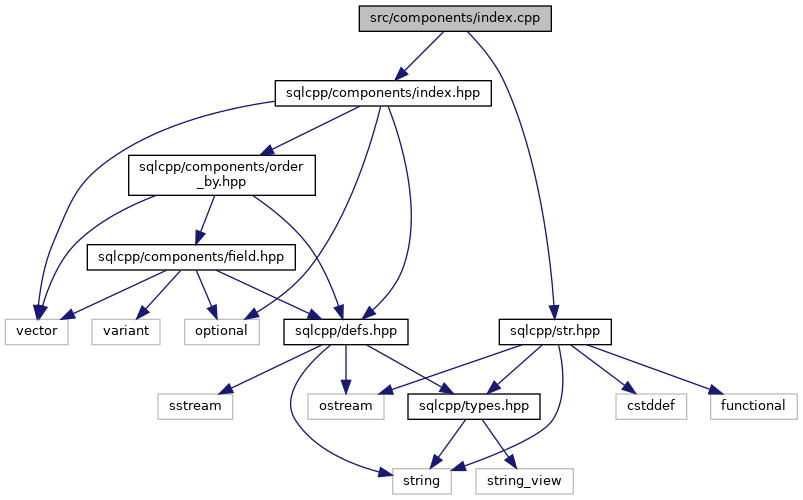 src/components/index.cpp
sqlcpp/components/index.hpp
sqlcpp/components/order
_by.hpp
sqlcpp/components/field.hpp
vector
variant
optional
sqlcpp/defs.hpp
sqlcpp/str.hpp
sstream
ostream
sqlcpp/types.hpp
cstddef
functional
string
string_view